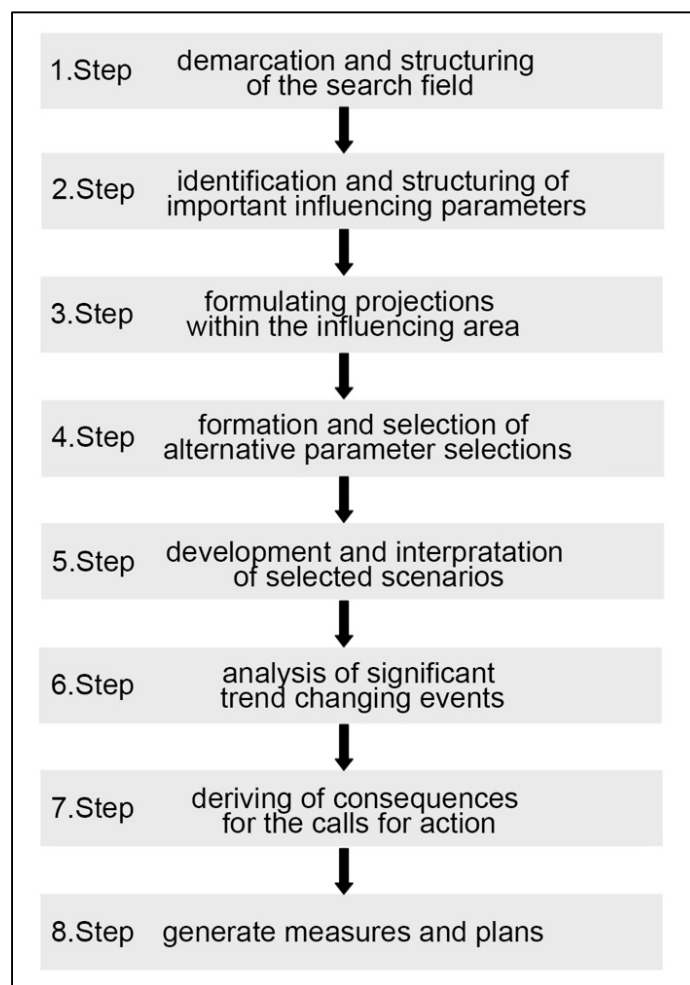 1.Step
demarcation and structuring
of the search field
2.Step
identification and structuring of
important influencing parameters
3.Step
formulating projections
within the influencing area
4.Step
formation and selection of
alternative parameter selections
5.Step
development and interpratation
of selected scenarios
6.Step
analysis of significant
trend changing events
7.Step
deriving of consequences
for the calls for action
8.Step
generate measures and plans